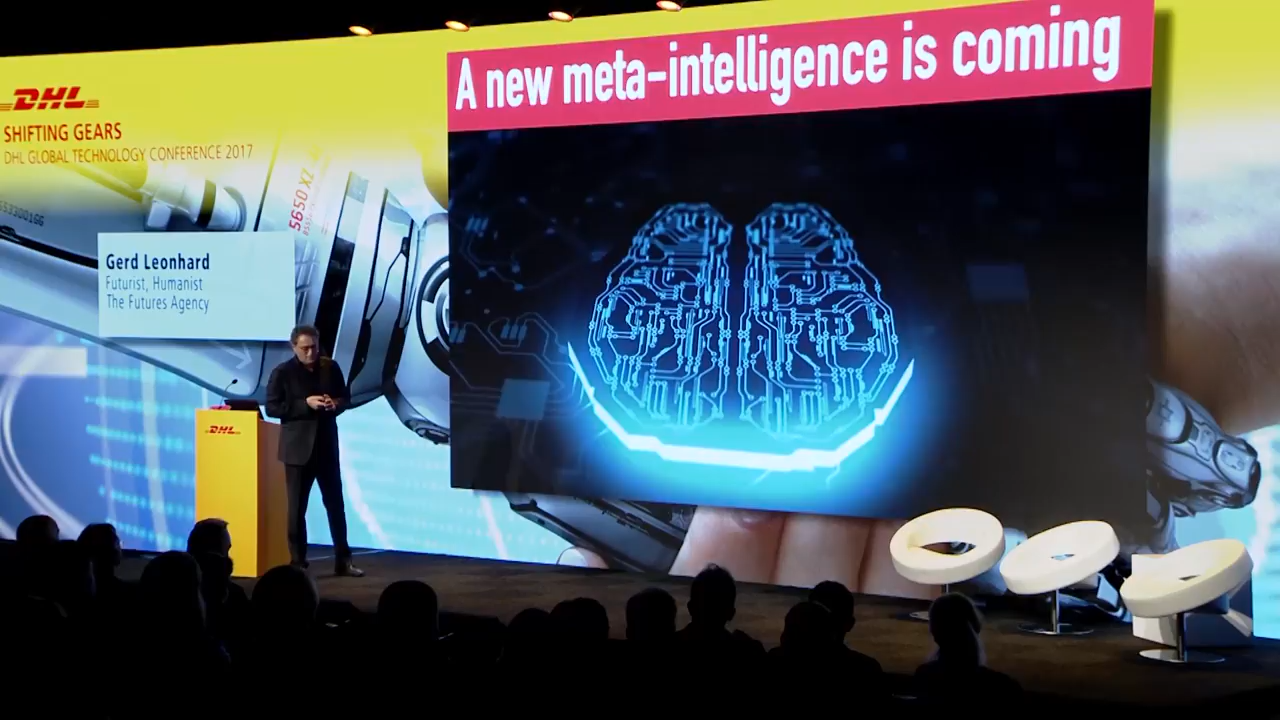 A new meta-intelligence is coming
DHL
SHIFTING GEARS
DHL GLOBAL TECHNOLOGY CONFERENCE 2017
5650 XZ
Gerd Leonhard
Futurist, Humanist
The Futures Agency
DHL